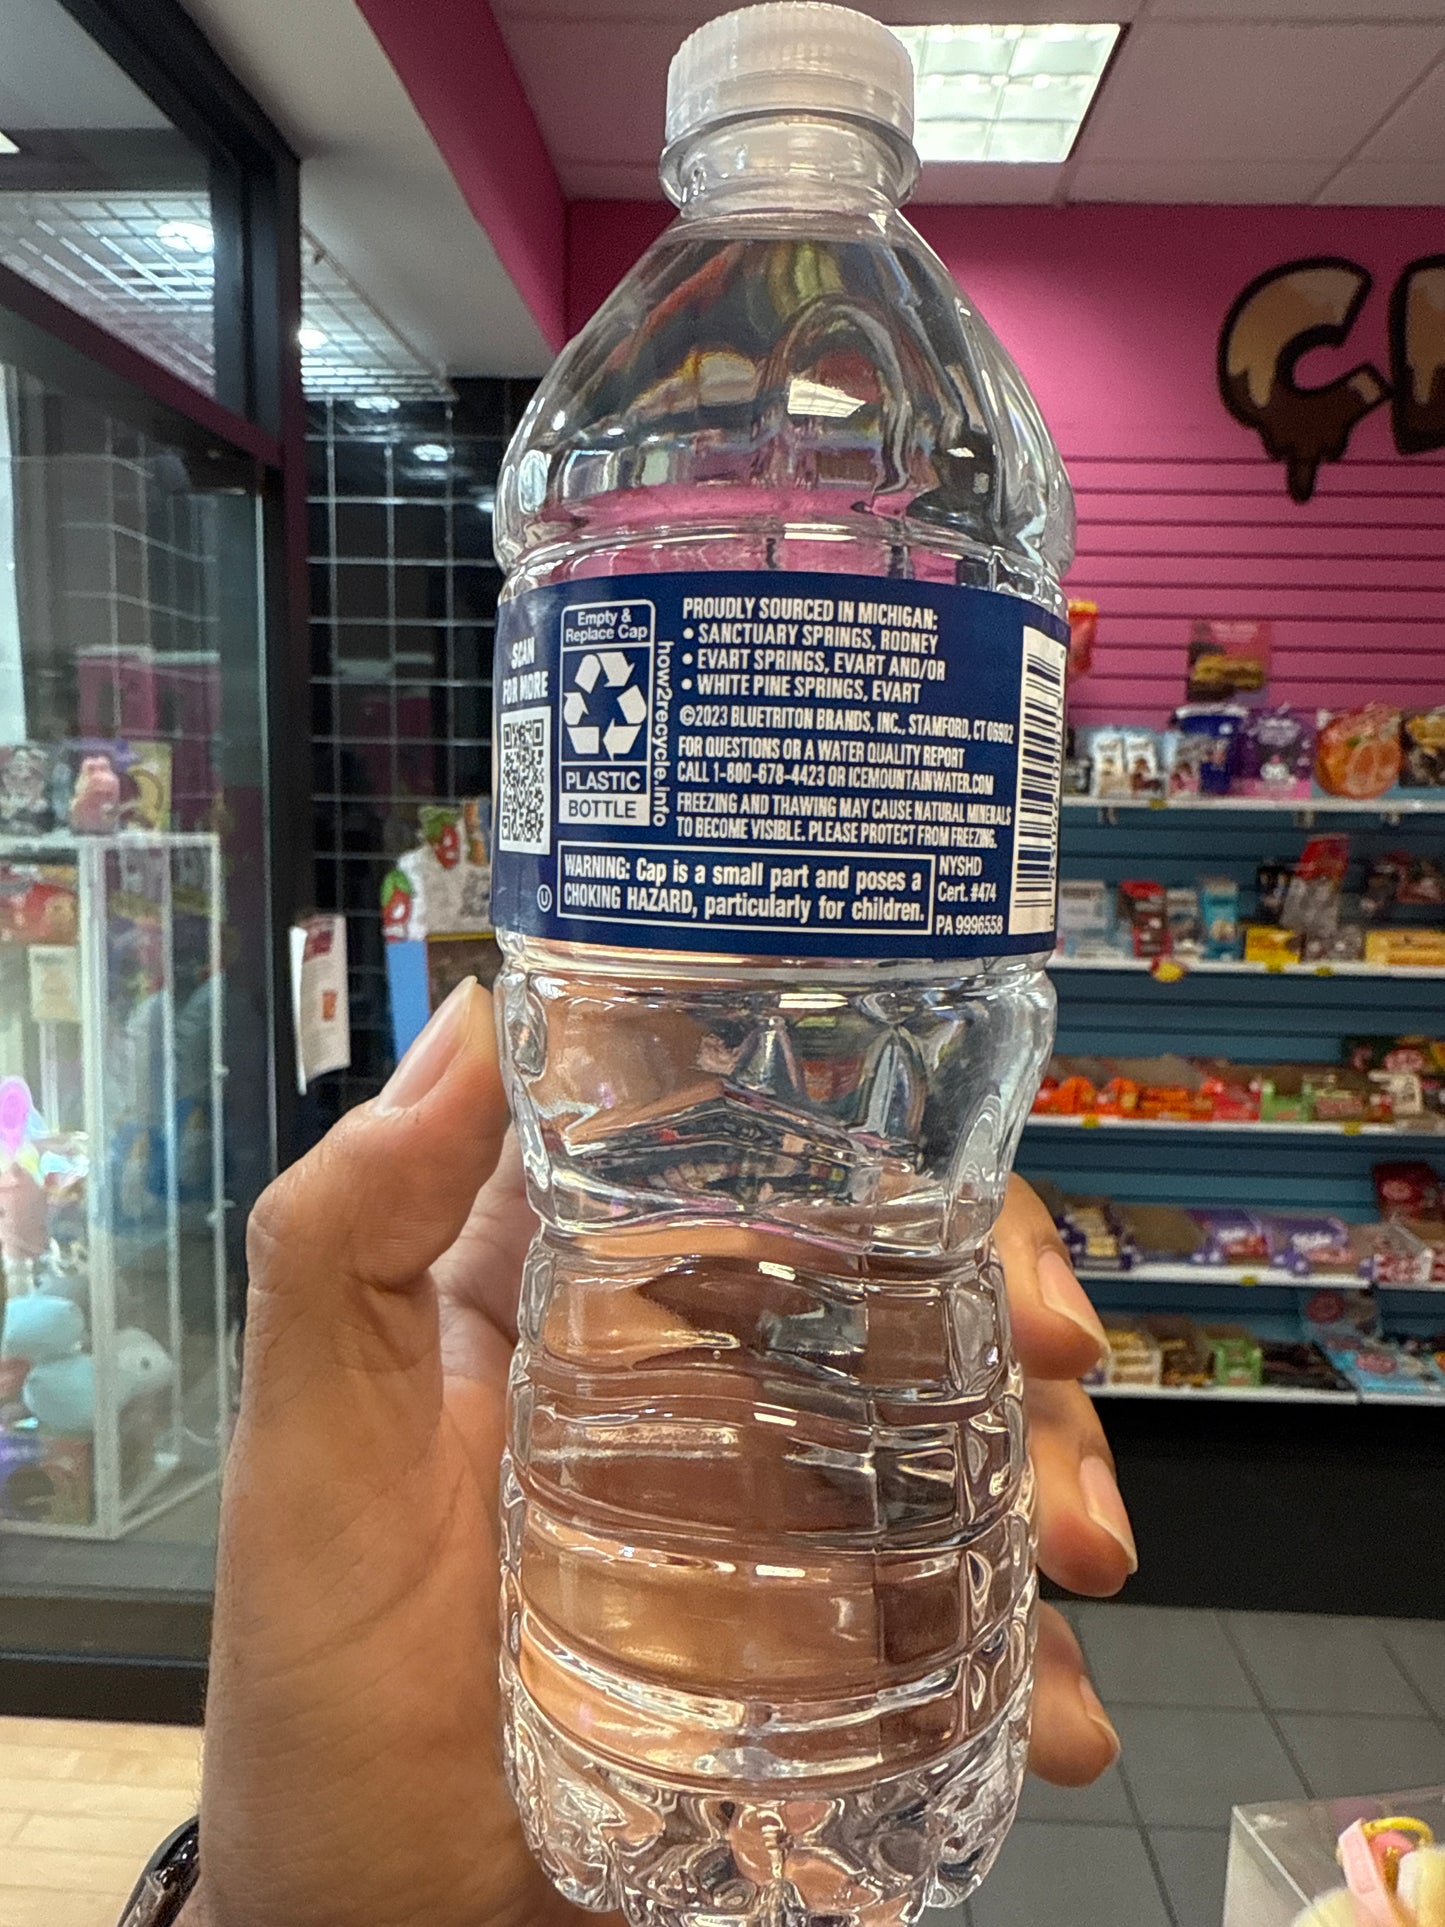 SCAN
FOR MORE
Empty &
Replace Cap
how2recycle.info
PLASTIC
BOTTLE
PROUDLY SOURCED IN MICHIGAN:
• SANCTUARY SPRINGS, RODNEY
• EVART SPRINGS, EVART AND/OR
• WHITE PINE SPRINGS, EVART
©2023 BLUETRITON BRANDS, INC., STAMFORD, CT 06902
FOR QUESTIONS OR A WATER QUALITY REPORT
CALL 1-800-678-4423 OR ICEMOUNTAINWATER.COM
FREEZING AND THAWING MAY CAUSE NATURAL MINERALS
TO BECOME VISIBLE. PLEASE PROTECT FROM FREEZING.
U
WARNING: Cap is a small part and poses a
CHOKING HAZARD, particularly for children.
NYSHD
Cert. #474
PA 9996558
C